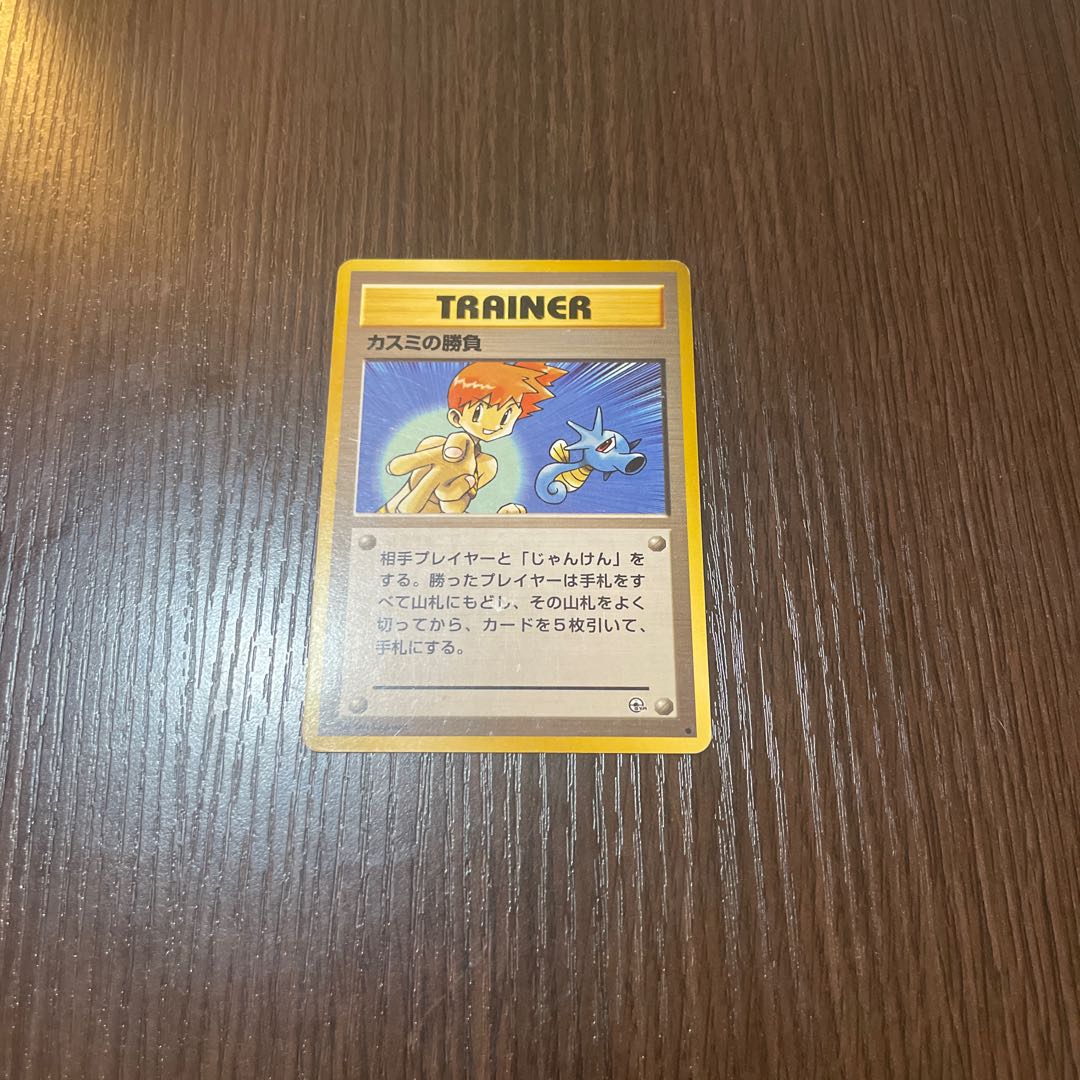 TRAINER
カスミの勝負
相手プレイヤーと「じゃんけん」を
する。勝ったプレイヤーは手札をす
べて山札にもどし、その山札をよく
切ってから、カードを5枚引いて、
手札にする。